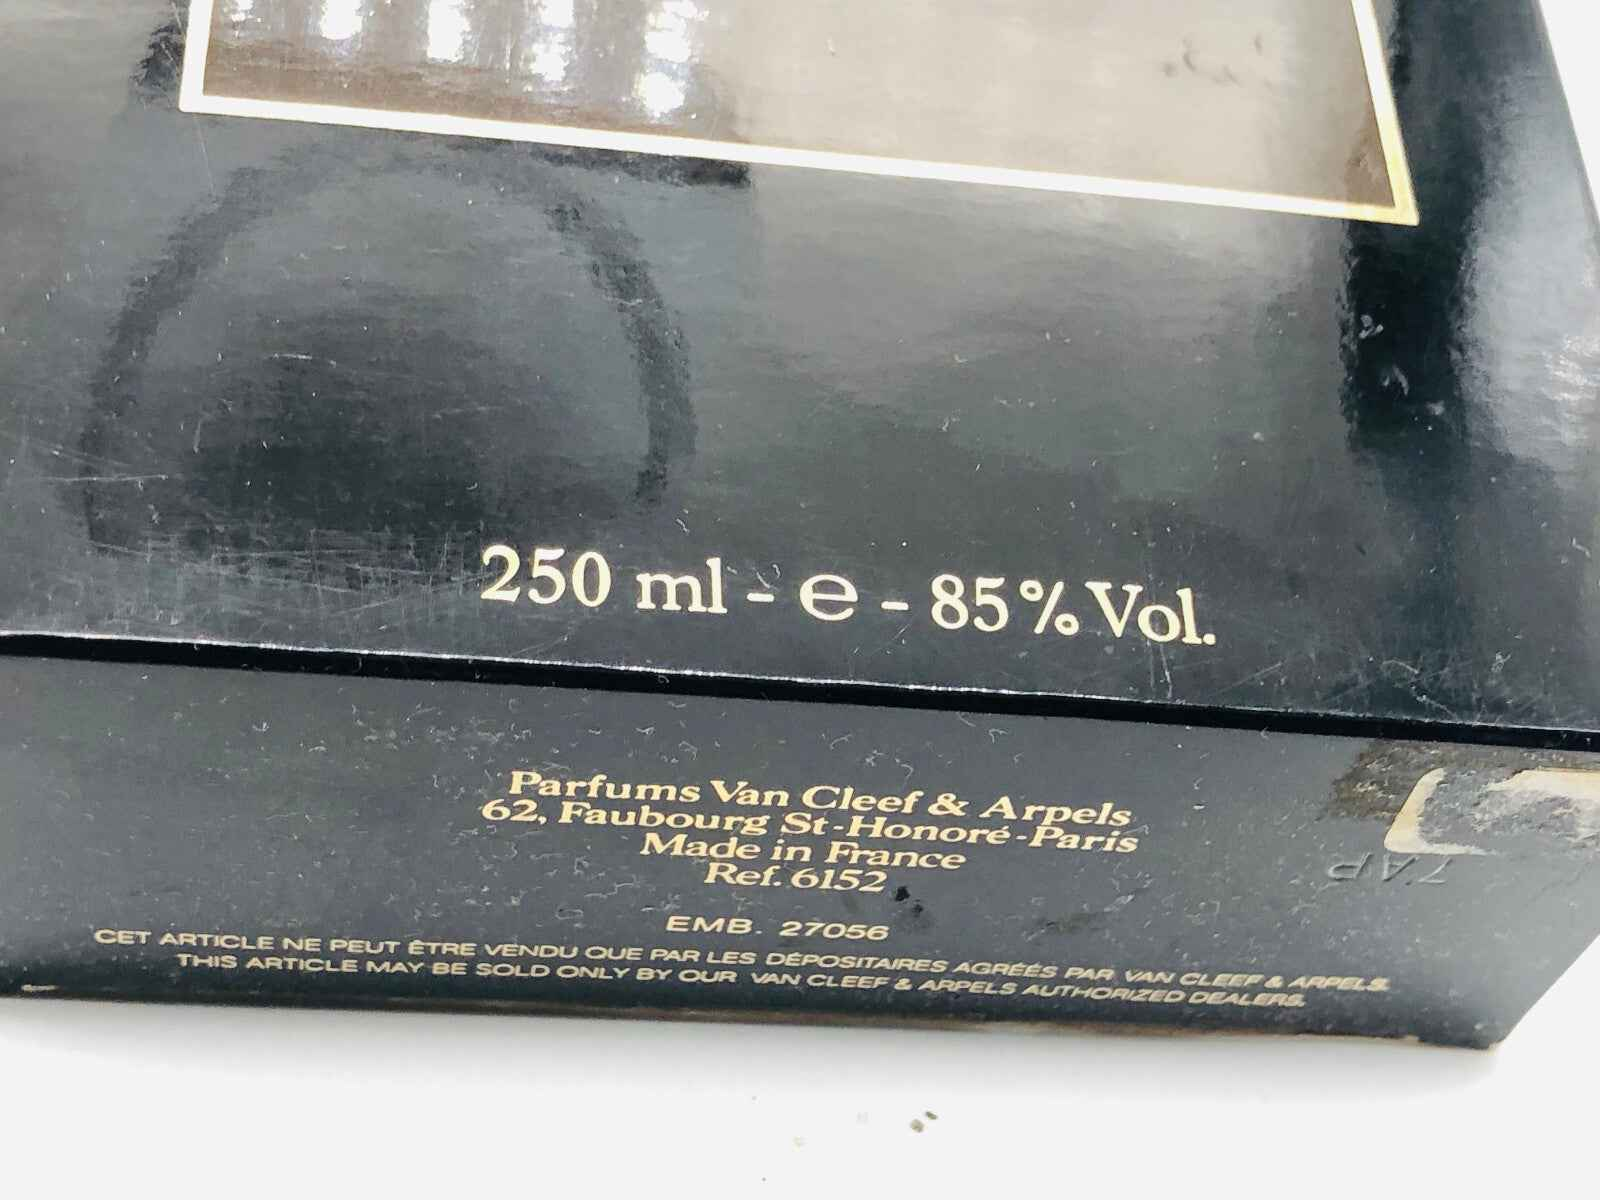 250 ml - ℮ - 85% Vol.
Parfums Van Cleef & Arpels
62, Faubourg St-Honoré-Paris
Made in France
Ref. 6152
EMB. 27056
CET ARTICLE NE PEUT ÊTRE VENDU QUE PAR LES DÉPOSITAIRES AGRÉÉS PAR VAN CLEEF & ARPELS.
THIS ARTICLE MAY BE SOLD ONLY BY OUR VAN CLEEF & ARPELS AUTHORIZED DEALERS.